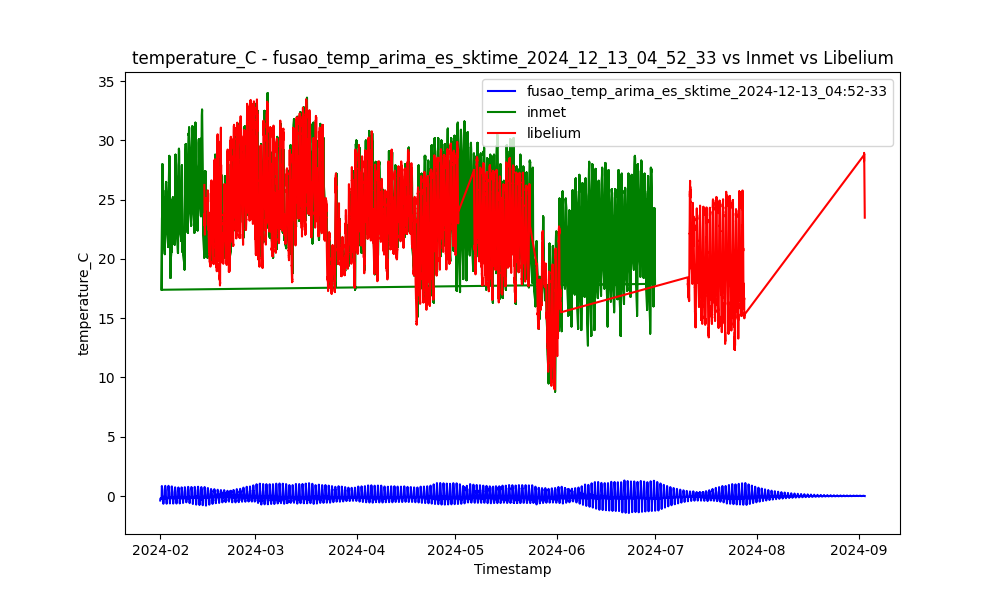 temperature_C - fusao_temp_arima_es_sktime_2024_12_13_04_52_33 vs Inmet vs Libelium
fusao_temp_arima_es_sktime_2024-12-13_04:52-33
inmet
libelium
temperature_C
35
30
25
20
15
10
5
0
2024-02 2024-03 2024-04 2024-05 2024-06 2024-07 2024-08 2024-09
Timestamp